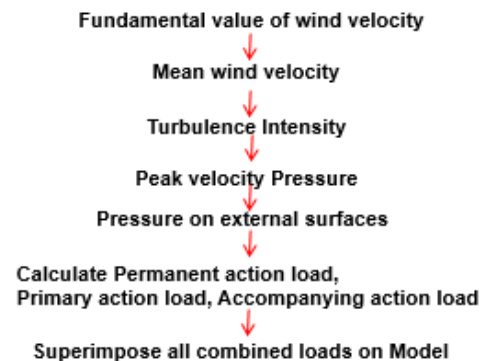 Fundamental value of wind velocity
Mean wind velocity
Turbulence Intensity
Peak velocity Pressure
Pressure on external surfaces
Calculate Permanent action load,
Primary action load, Accompanying action load
Superimpose all combined loads on Model